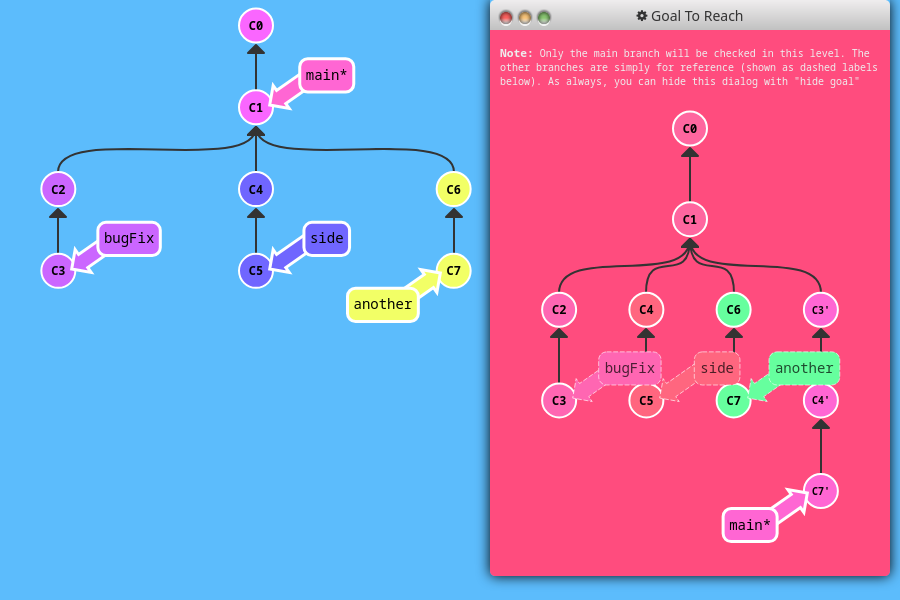 C0
main*
C1
C2
C4
C6
bugFix
side
C3
C5
C7
another
Goal To Reach
Note: Only the main branch will be checked in this level. The
other branches are simply for reference (shown as dashed labels
below). As always, you can hide this dialog with "hide goal"
C0
C1
C2
C4
C6
C3'
bugFix
side
another
C3
C5
C7
C4'
C7'
main*